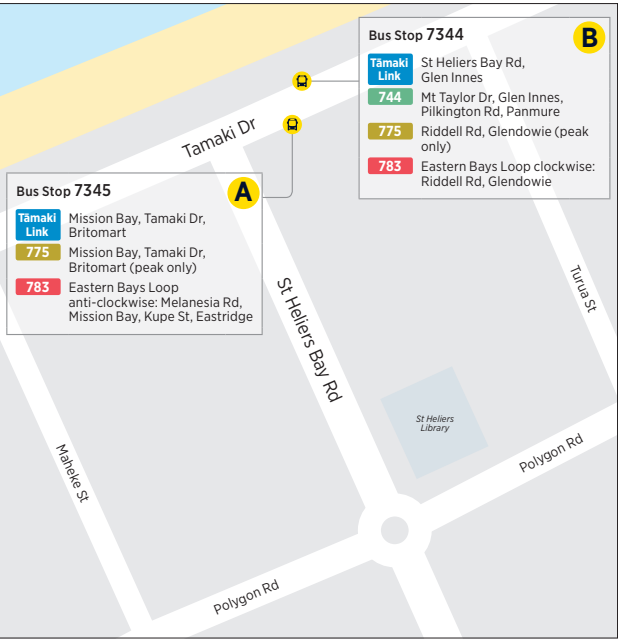 Bus Stop 7344
B
Tāmaki
Link
St Heliers Bay Rd,
Glen Innes
744
Mt Taylor Dr, Glen Innes,
Pilkington Rd, Panmure
775
Riddell Rd, Glendowie (peak
only)
783
Eastern Bays Loop clockwise:
Riddell Rd, Glendowie
Tamaki Dr
Bus Stop 7345
A
Tāmaki
Link
Mission Bay, Tamaki Dr,
Britomart
775
Mission Bay, Tamaki Dr,
Britomart (peak only)
783
Eastern Bays Loop
anti-clockwise: Melanesia Rd,
Mission Bay, Kupe St, Eastridge
St Heliers Bay Rd
Turua St
St Heliers
Library
Maheke St
Polygon Rd
Polygon Rd